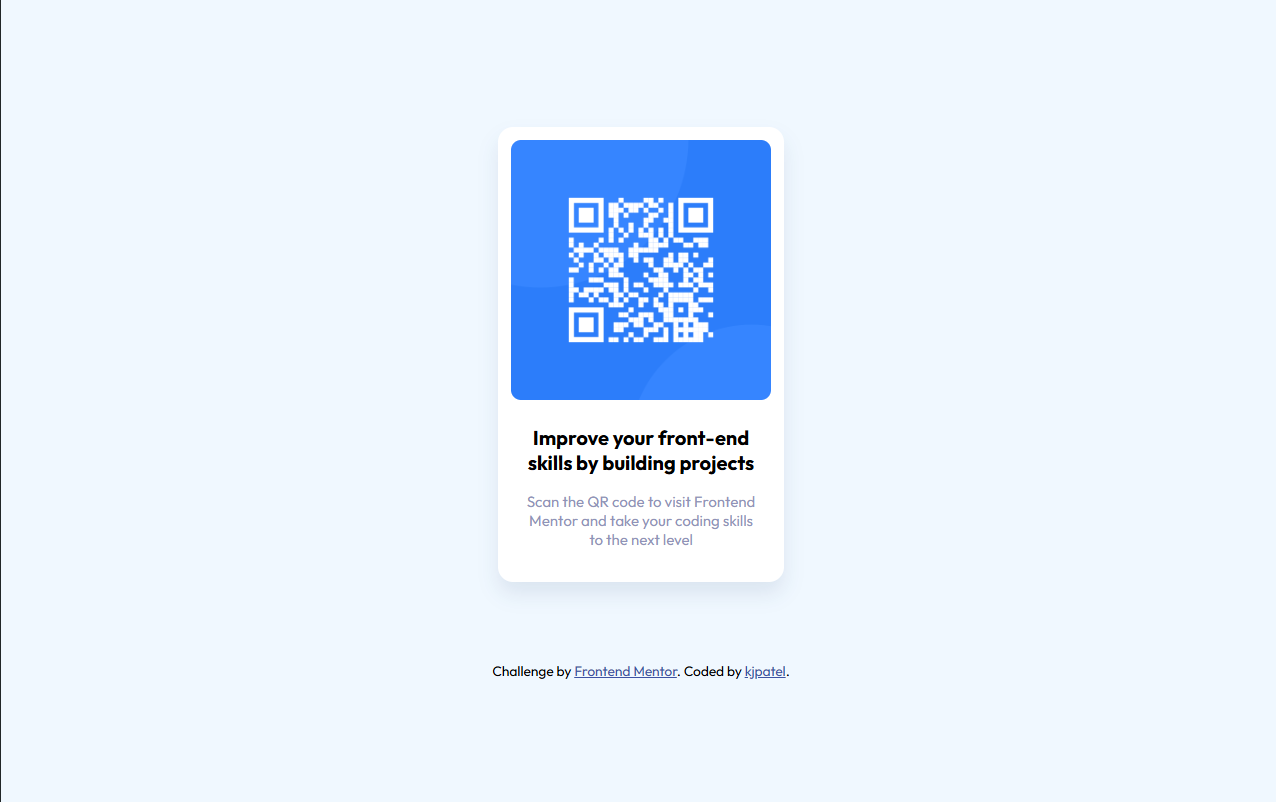 Improve your front-end
skills by building projects
Scan the QR code to visit Frontend
Mentor and take your coding skills
to the next level
Challenge by Frontend Mentor. Coded by kjpatel.